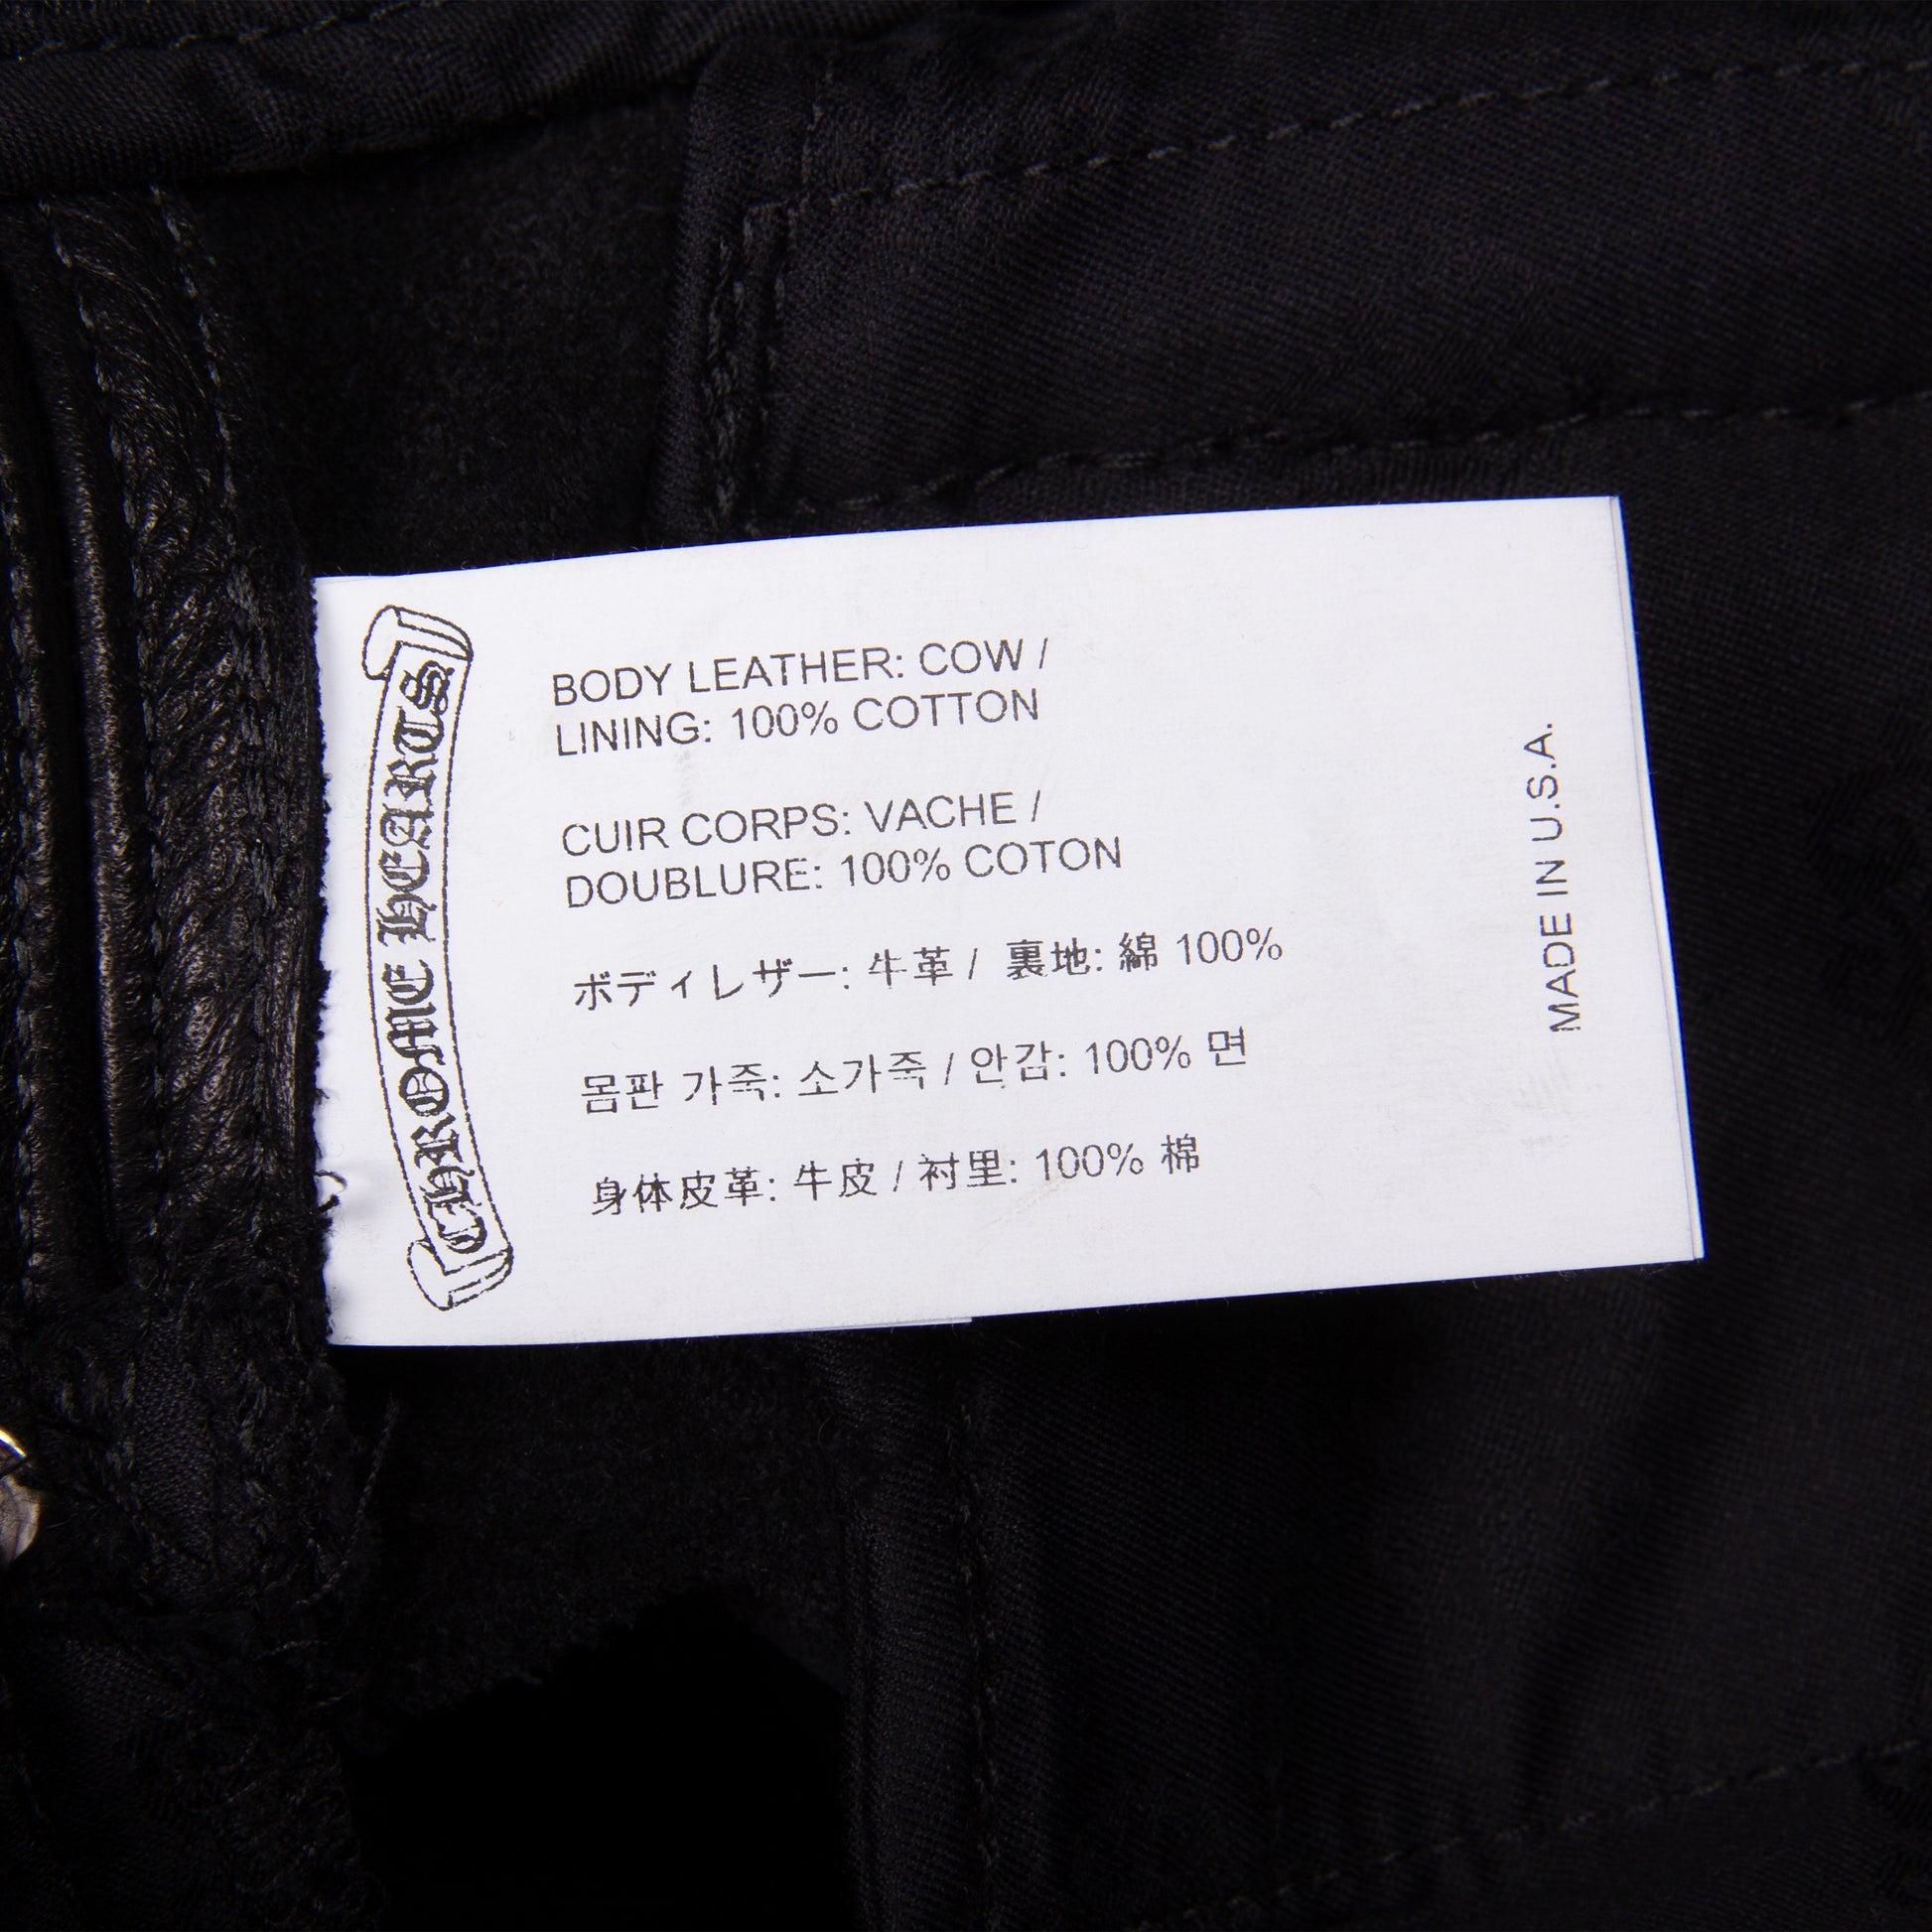 CHROME HEARTS
BODY LEATHER: COW /
LINING: 100% COTTON
CUIR CORPS: VACHE /
DOUBLURE: 100% COTON
ボディレザー: 牛革 / 裏地: 綿 100%
몸판 가죽: 소가죽 / 안감: 100% 면
身体皮革: 牛皮 / 衬里: 100% 棉
MADE IN U.S.A.